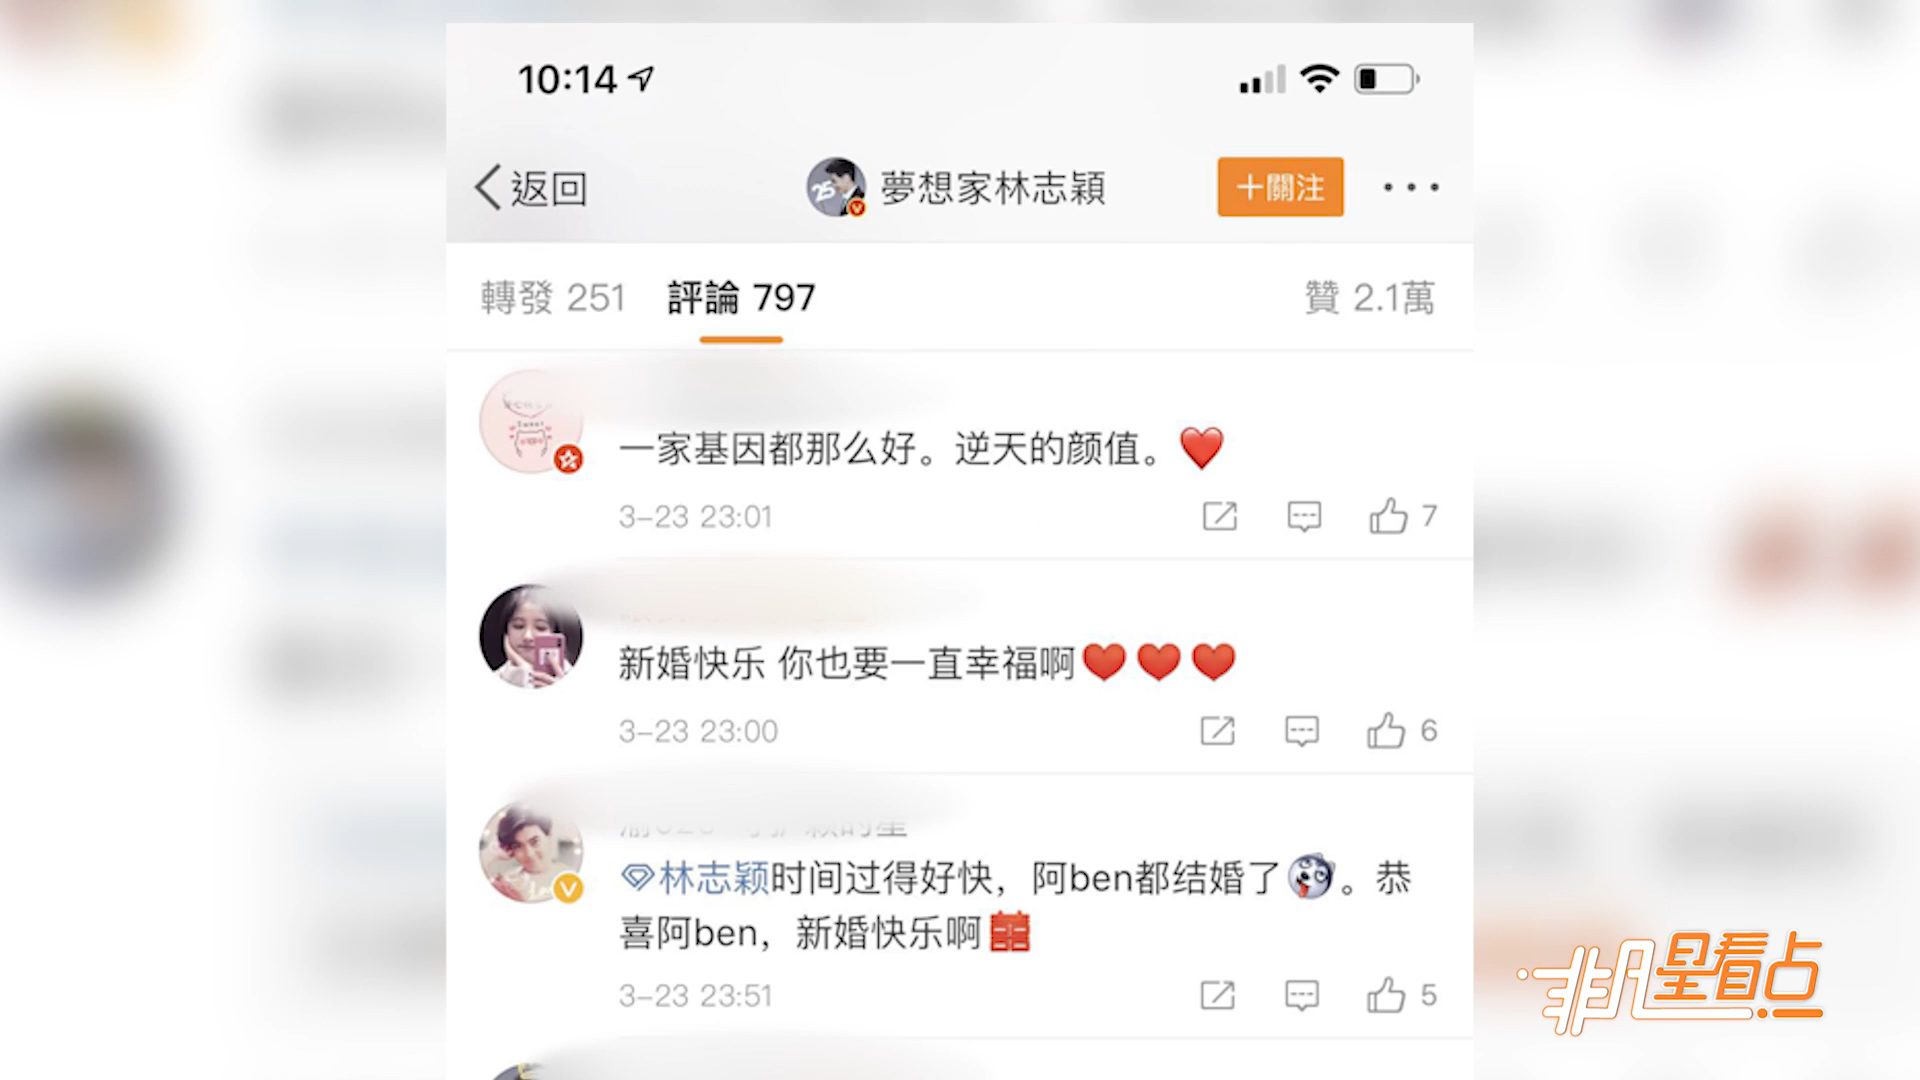 10:14
返回
夢想家林志穎
十關注
轉發 251
評論 797
贊 2.1萬
一家基因都那么好。逆天的颜值。
3-23 23:01
7
新婚快乐 你也要一直幸福啊
3-23 23:00
6
林志颖时间过得好快，阿ben都结婚了。恭
喜阿ben，新婚快乐啊囍
3-23 23:51
5
非凡星看点